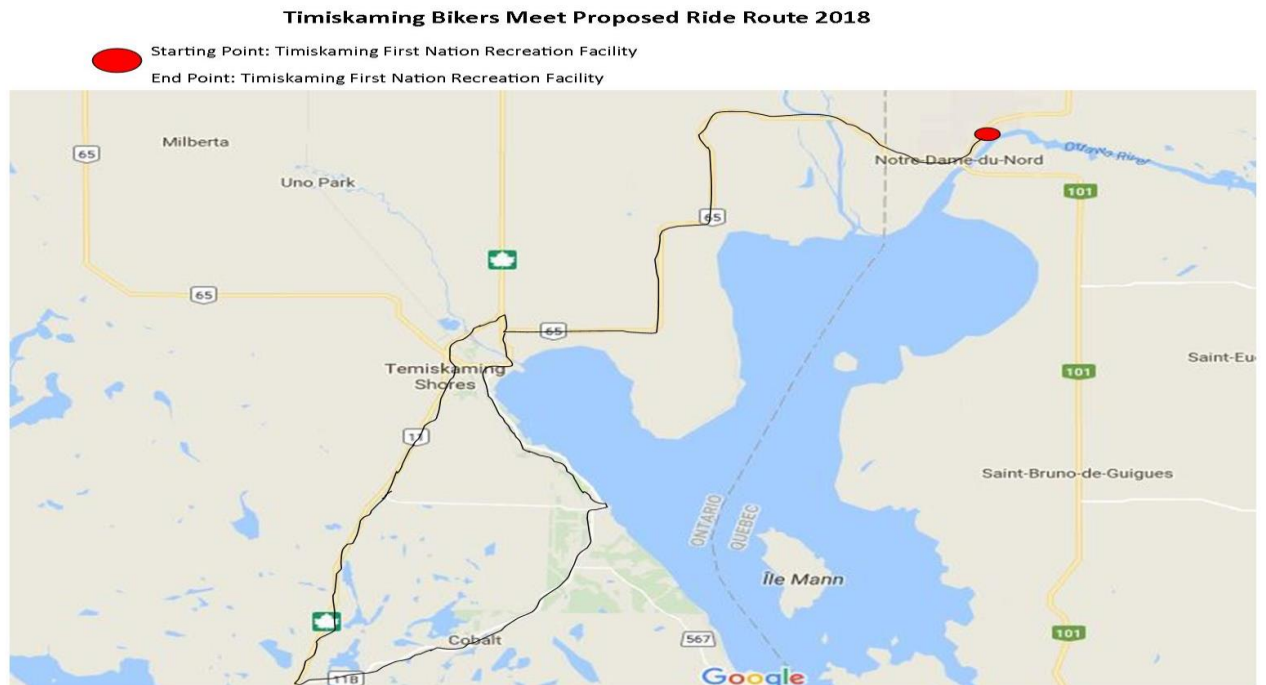 Timiskaming Bikers Meet Proposed Ride Route 2018
Starting Point: Timiskaming First Nation Recreation Facility
End Point: Timiskaming First Nation Recreation Facility
Milberta
65
Uno Park
Notre-Dame-du-Nord
Ottawa River
101
65
65
65
Temiskaming
Shores
Saint-Eu
101
11
Saint-Bruno-de-Guigues
ONTARIO
QUEBEC
Île Mann
Cobalt
567
101
11B
Google